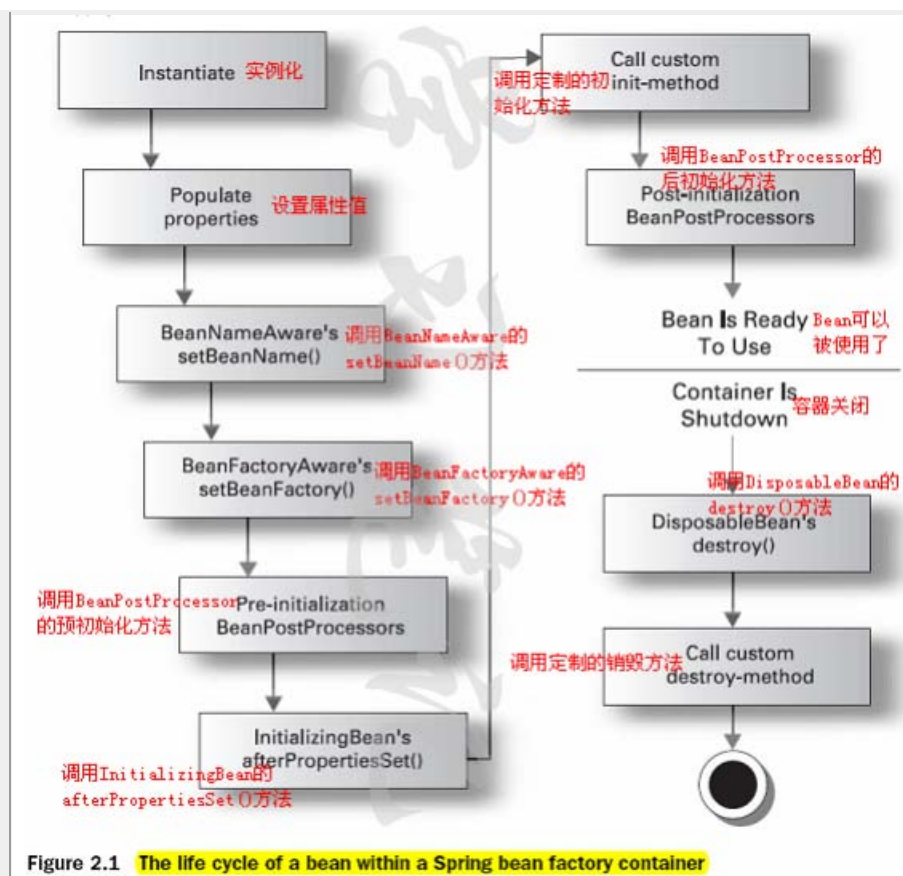 Instantiate 实例化
Populate
properties
设置属性值
BeanNameAware's
setBeanName()
调用BeanNameAware的
setBeanName()方法
BeanFactoryAware's
setBeanFactory()
调用BeanFactoryAware的
setBeanFactory()方法
调用BeanPostProcessor
的预初始化方法
Pre-initialization
BeanPostProcessors
InitializingBean's
afterPropertiesSet()
调用InitializingBean的
afterPropertiesSet()方法
Call custom
init-method
调用定制的初
始化方法
调用BeanPostProcessor的
后初始化方法
Post-initialization
BeanPostProcessors
Bean Is Ready
To Use
Bean可以
被使用了
Container Is
Shutdown
容器关闭
调用DisposableBean的
destroy()方法
DisposableBean's
destroy()
调用定制的销毁方法
Call custom
destroy-method
Figure 2.1 The life cycle of a bean within a Spring bean factory container